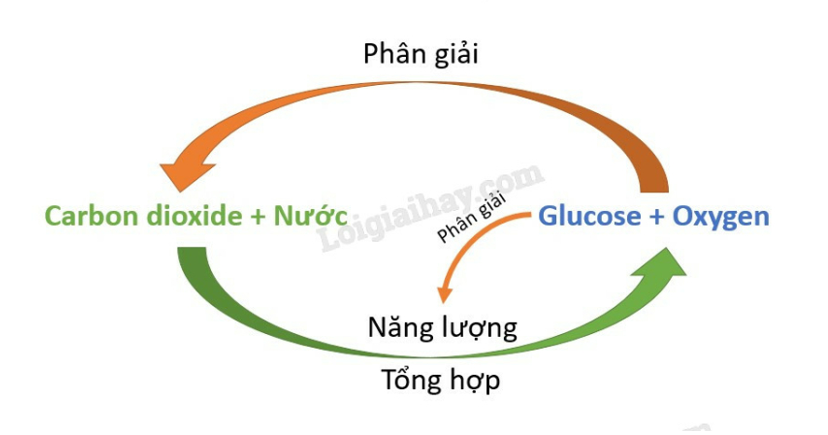 Phân giải
Carbon dioxide + Nước
Loigiaihay.com
Phân giải
Glucose + Oxygen
Năng lượng
Tổng hợp